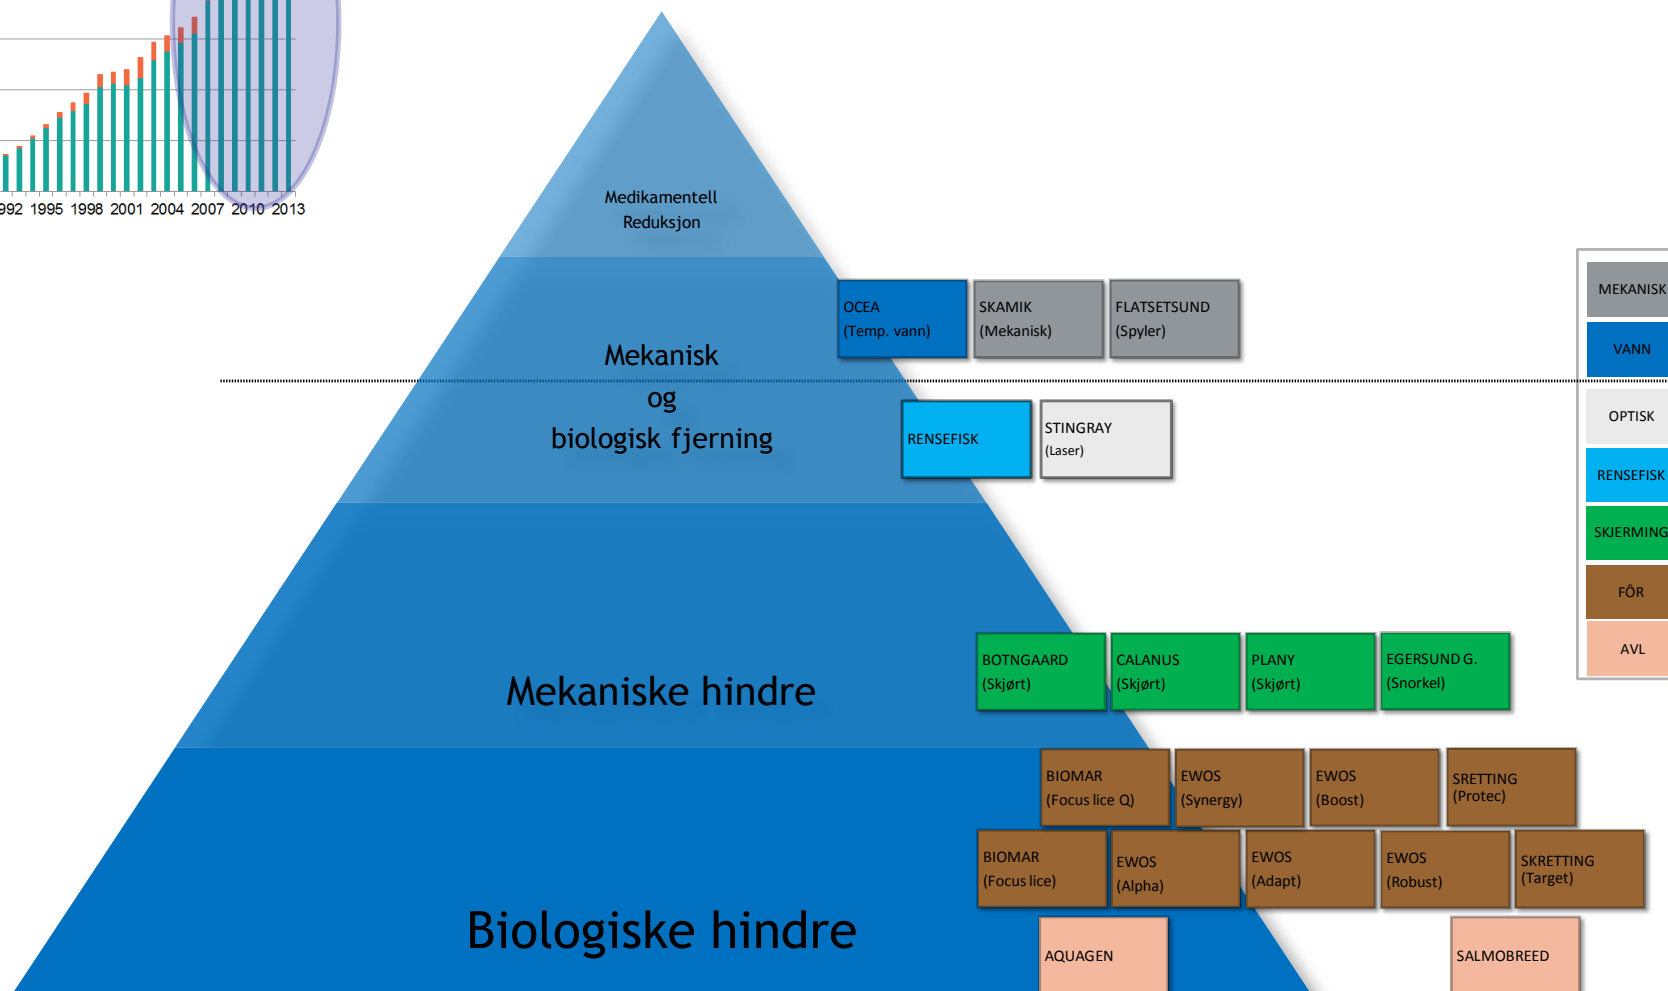 992 1995 1998 2001 2004 2007 2010 2013
Medikamentell
Reduksjon
OCEA
(Temp. vann)
SKAMIK
(Mekanisk)
FLATSETSUND
(Spyler)
Mekanisk
og
biologisk fjerning
RENSEFISK
STINGRAY
(Laser)
MEKANISK
VANN
OPTISK
RENSEFISK
SKJERMING
FÔR
AVL
Mekaniske hindre
BOTNGAARD
(Skjørt)
CALANUS
(Skjørt)
PLANY
(Skjørt)
EGERSUND G.
(Snorkel)
BIOMAR
(Focus lice Q)
EWOS
(Synergy)
EWOS
(Boost)
SRETTING
(Protec)
BIOMAR
(Focus lice)
EWOS
(Alpha)
EWOS
(Adapt)
EWOS
(Robust)
SKRETTING
(Target)
Biologiske hindre
AQUAGEN
SALMOBREED